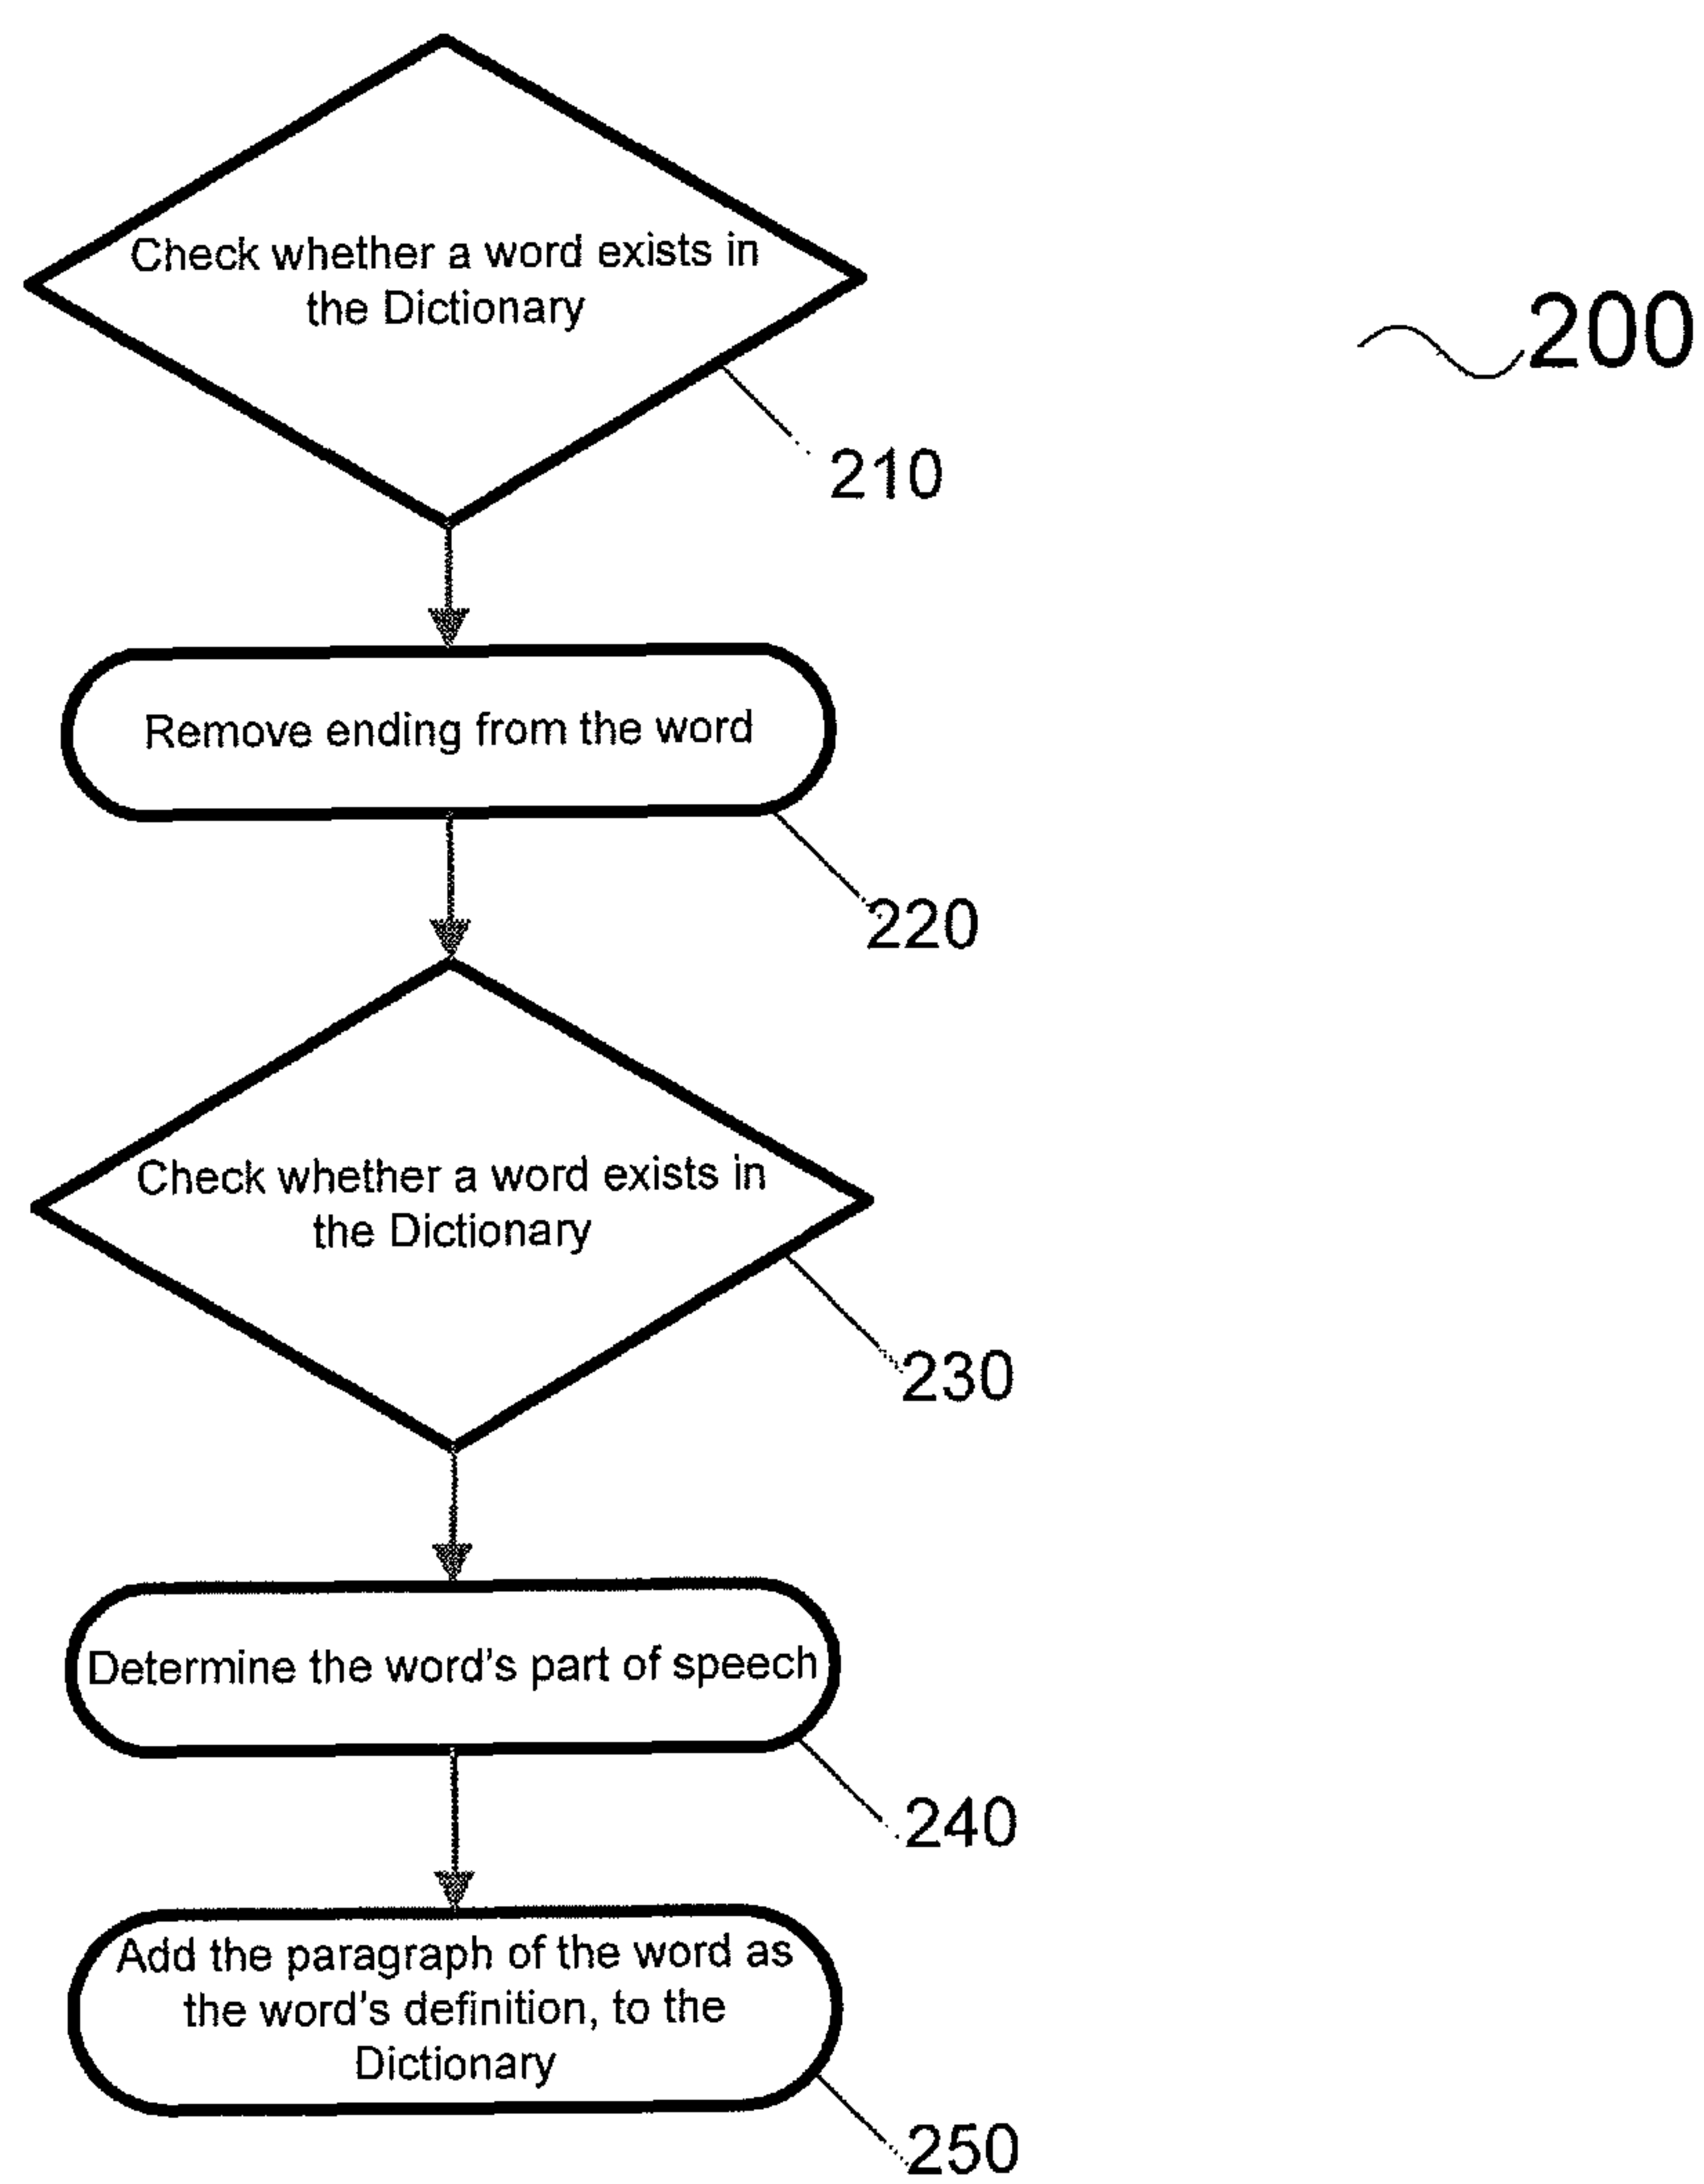 Check whether a word exists in
the Dictionary
200
210
Remove ending from the word
220
Check whether a word exists in
the Dictionary
230
Determine the word's part of speech
240
Add the paragraph of the word as
the word's definition, to the
Dictionary
250